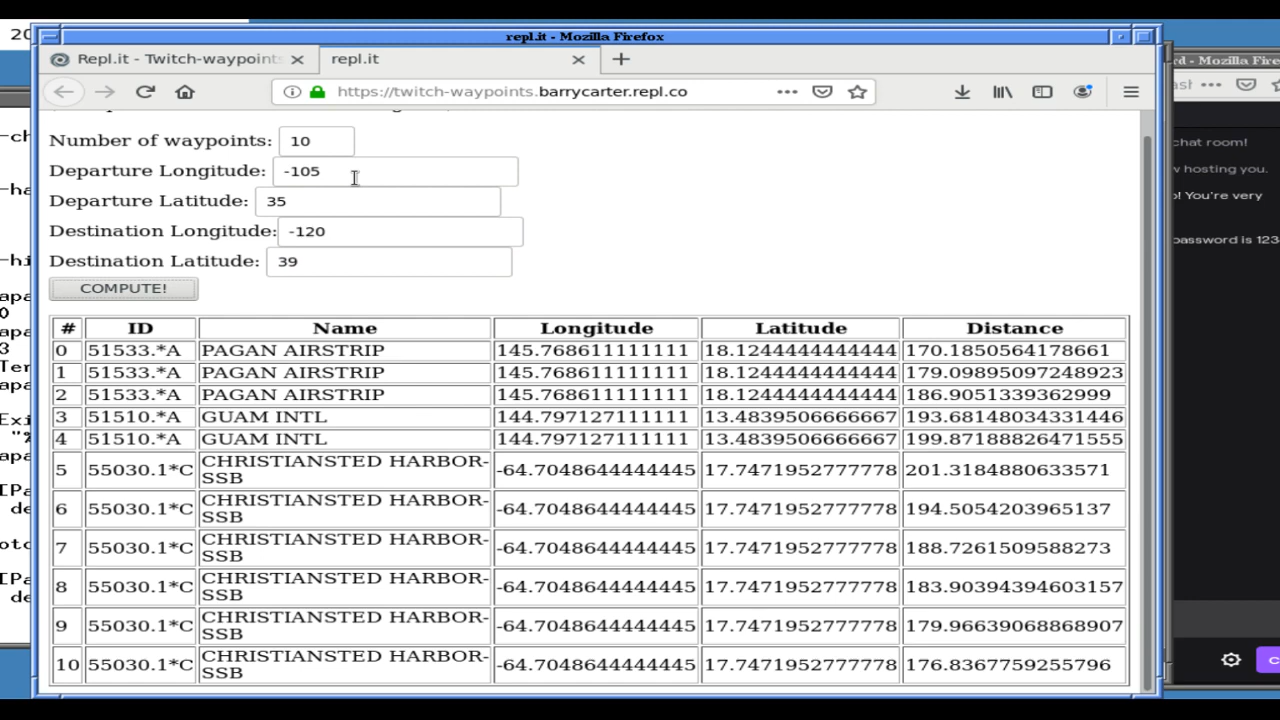 20
repl.it - Mozilla Firefox
Repl.it - Twitch-waypoint
repl.it
rd - Mozilla Fire
https://twitch-waypoints.barrycarter.repl.co
Number of waypoints: 10
Departure Longitude: -105
Departure Latitude: 35
Destination Longitude: -120
Destination Latitude: 39
COMPUTE!
# ID Name Longitude Latitude Distance
0 51533.*A PAGAN AIRSTRIP 145.768611111111 18.1244444444444 170.1850564178661
1 51533.*A PAGAN AIRSTRIP 145.768611111111 18.1244444444444 179.09895097248923
2 51533.*A PAGAN AIRSTRIP 145.768611111111 18.1244444444444 186.9051339362999
3 51510.*A GUAM INTL 144.797127111111 13.4839506666667 193.68148034331446
4 51510.*A GUAM INTL 144.797127111111 13.4839506666667 199.87188826471555
5 55030.1*C CHRISTIANSTED HARBOR-SSB -64.7048644444445 17.7471952777778 201.3184880633571
6 55030.1*C CHRISTIANSTED HARBOR-SSB -64.7048644444445 17.7471952777778 194.5054203965137
7 55030.1*C CHRISTIANSTED HARBOR-SSB -64.7048644444445 17.7471952777778 188.7261509588273
8 55030.1*C CHRISTIANSTED HARBOR-SSB -64.7048644444445 17.7471952777778 183.90394394603157
9 55030.1*C CHRISTIANSTED HARBOR-SSB -64.7048644444445 17.7471952777778 179.96639068868907
10 55030.1*C CHRISTIANSTED HARBOR-SSB -64.7048644444445 17.7471952777778 176.8367759255796
chat room!
hosting you.
! You're very
password is 123